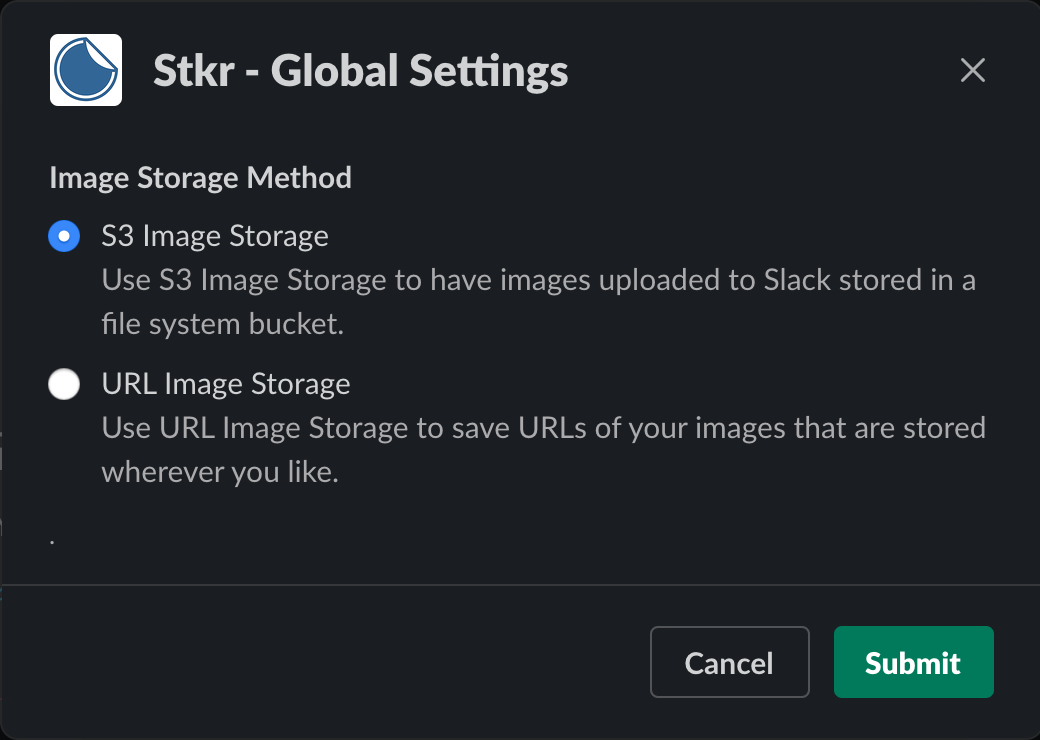 Stkr - Global Settings
Image Storage Method
S3 Image Storage
Use S3 Image Storage to have images uploaded to Slack stored in a
file system bucket.
URL Image Storage
Use URL Image Storage to save URLs of your images that are stored
wherever you like.
.
Cancel
Submit